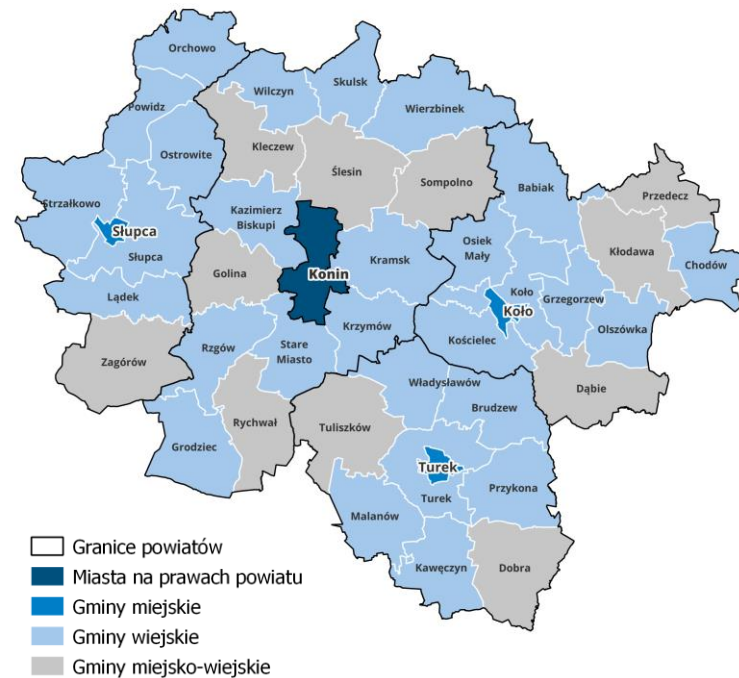 Orchowo
Wilczyn
Skulsk
Wierzbinek
Powidz
Kleczew
Ślesin
Ostrowite
Sompolno
Przedecz
Babiak
Strzałkowo
Kazimierz
Biskupi
Kłodawa
Słupca
Osiek
Mały
Słupca
Kramsk
Chodów
Golina
Konin
Koło
Grzegorzew
Lądek
Koło
Olszówka
Krzymów
Kościelec
Stare
Miasto
Rzgów
Zagórów
Władysławów
Dąbie
Brudzew
Rychwał
Tuliszków
Grodziec
Turek
Przykona
Turek
Malanów
Kawęczyn
Dobra
Granice powiatów
Miasta na prawach powiatu
Gminy miejskie
Gminy wiejskie
Gminy miejsko-wiejskie